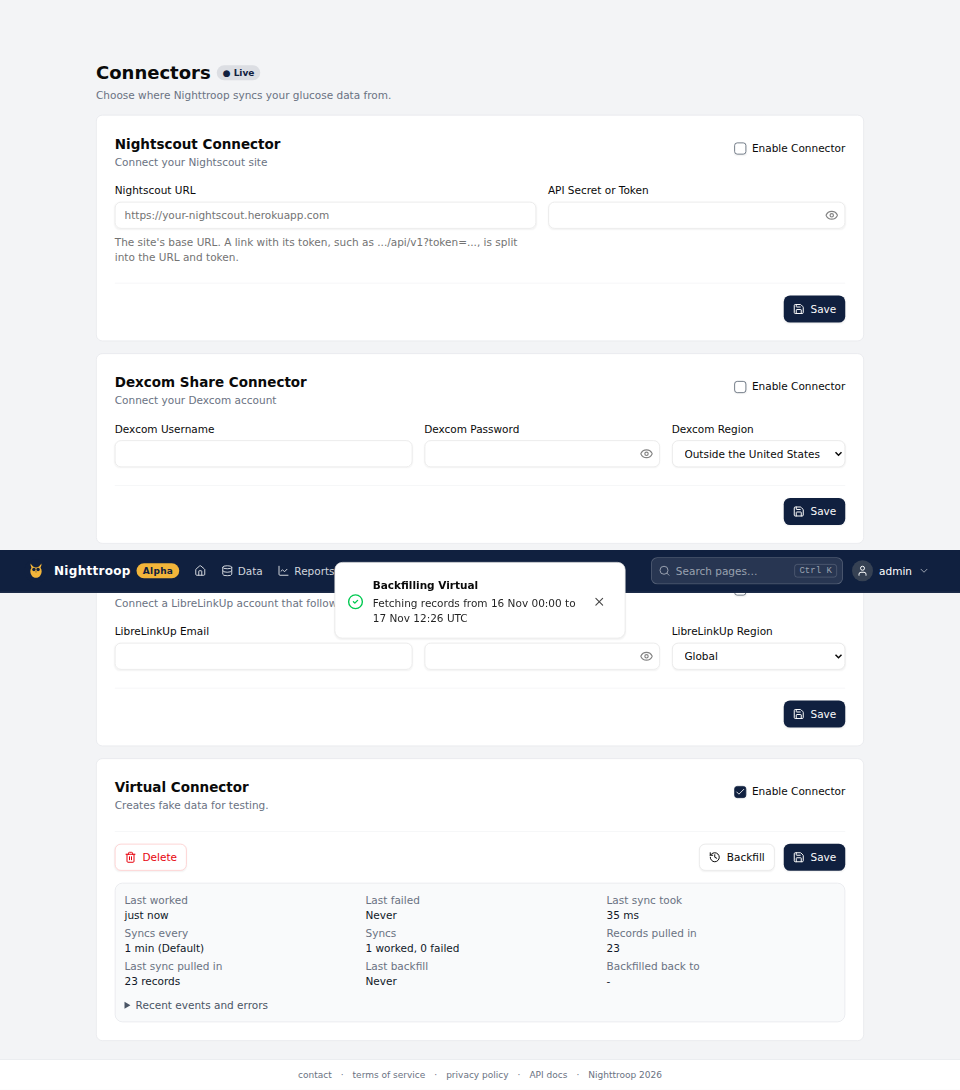 Connectors ● Live
Choose where Nighttroop syncs your glucose data from.
Nightscout Connector
Enable Connector
Connect your Nightscout site
Nightscout URL
API Secret or Token
https://your-nightscout.herokuapp.com
The site's base URL. A link with its token, such as .../api/v1?token=..., is split
into the URL and token.
Save
Dexcom Share Connector
Enable Connector
Connect your Dexcom account
Dexcom Username
Dexcom Password
Dexcom Region
Outside the United States
Save
Nighttroop Alpha Data Reports
Search pages... Ctrl K
admin
Backfilling Virtual
Fetching records from 16 Nov 00:00 to
17 Nov 12:26 UTC
Connect a LibreLinkUp account that
LibreLinkUp Email
LibreLinkUp Region
Global
Save
Virtual Connector
Enable Connector
Creates fake data for testing.
Delete
Backfill
Save
Last worked
just now
Last failed
Never
Last sync took
35 ms
Syncs every
1 min (Default)
Syncs
1 worked, 0 failed
Records pulled in
23
Last sync pulled in
23 records
Last backfill
Never
Backfilled back to
-
Recent events and errors
contact · terms of service · privacy policy · API docs · Nighttroop 2026